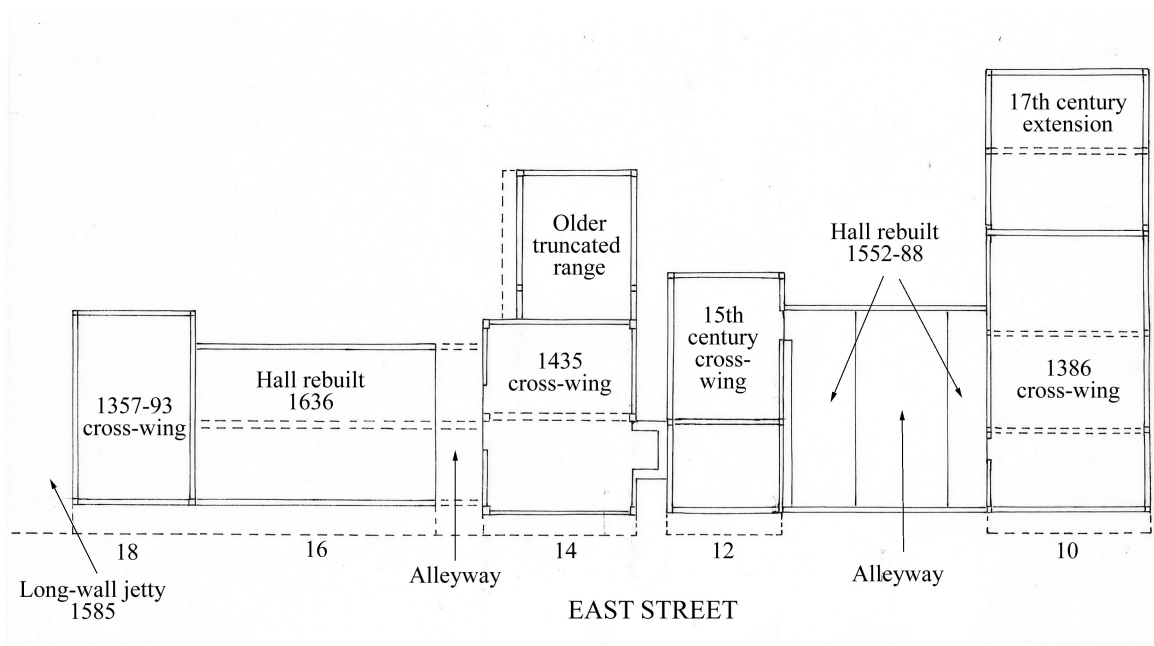 17th century
extension
Older
truncated
range
Hall rebuilt
1552-88
15th
century
cross-
wing
1435
cross-wing
1386
cross-wing
Hall rebuilt
1636
1357-93
cross-wing
18
16
14
12
10
Long-wall jetty
1585
Alleyway
Alleyway
EAST STREET